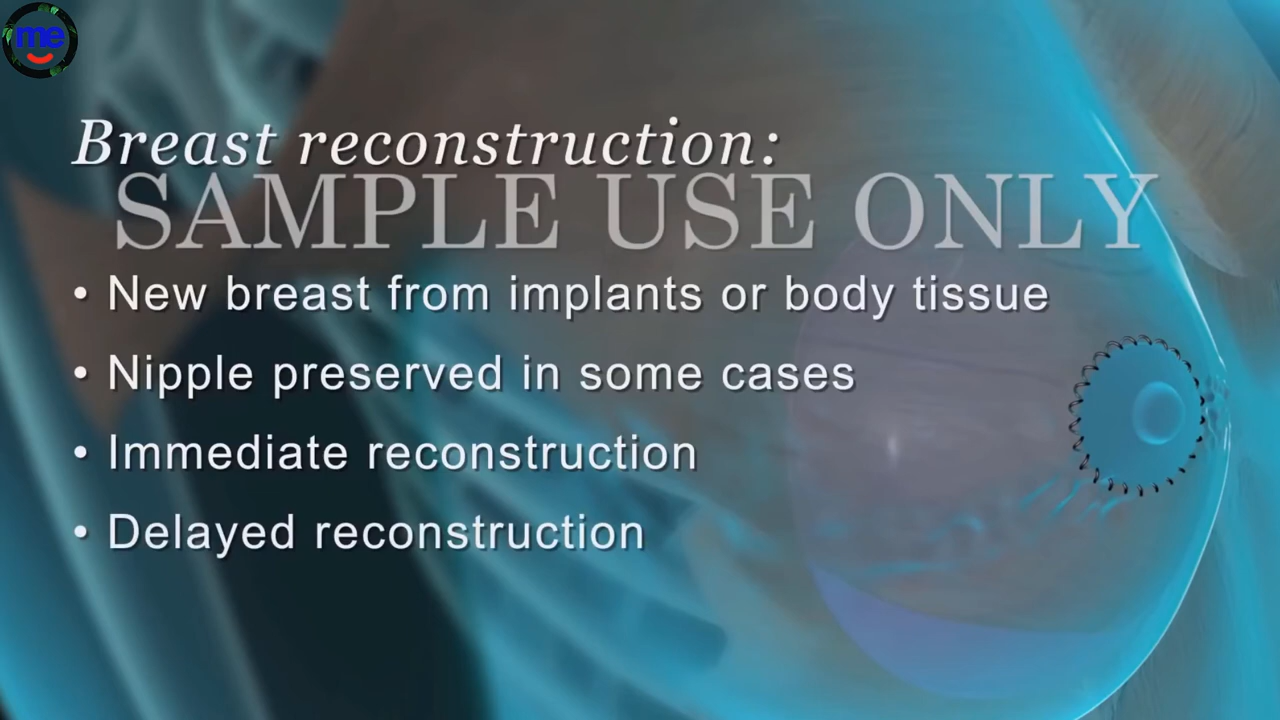 me
Breast reconstruction:
SAMPLE USE ONLY
• New breast from implants or body tissue
• Nipple preserved in some cases
• Immediate reconstruction
• Delayed reconstruction